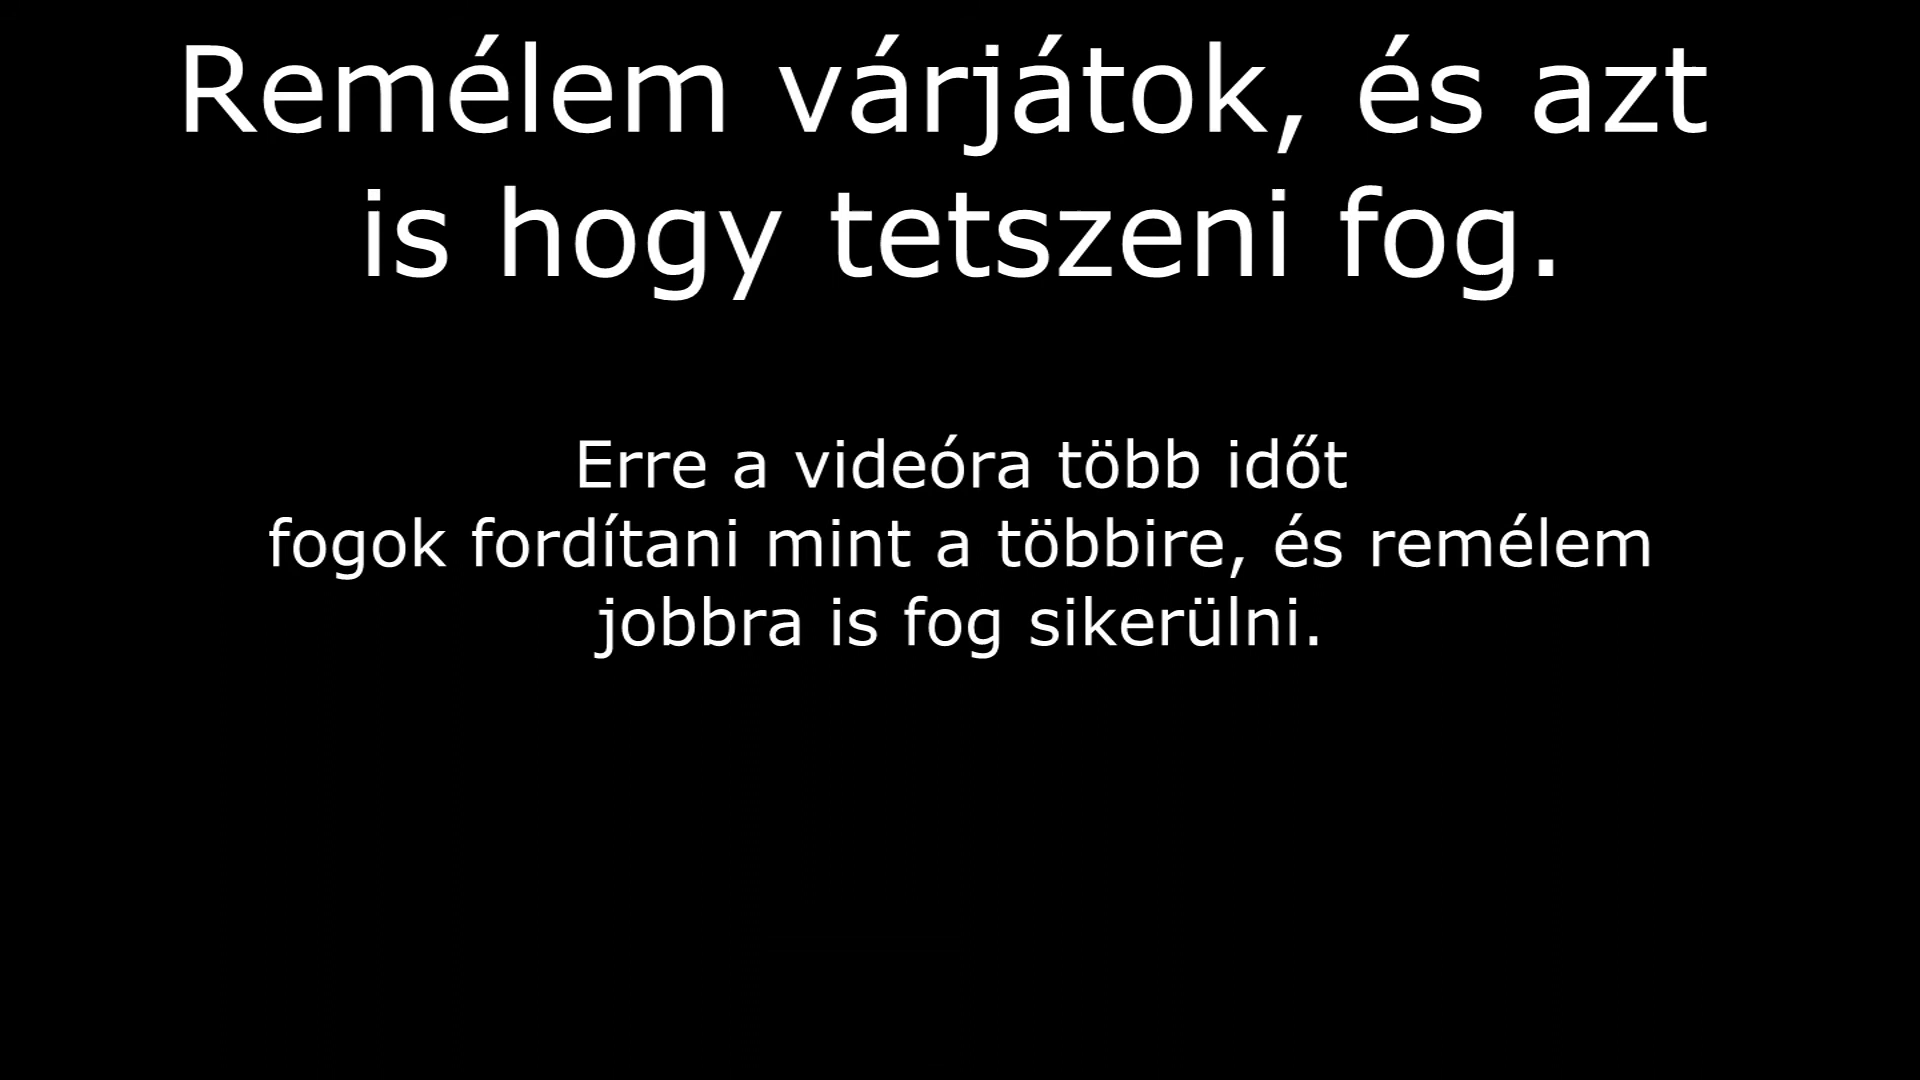 Remélem várjátok, és azt
is hogy tetszeni fog.
Erre a videóra több időt
fogok fordítani mint a többire, és remélem
jobbra is fog sikerülni.